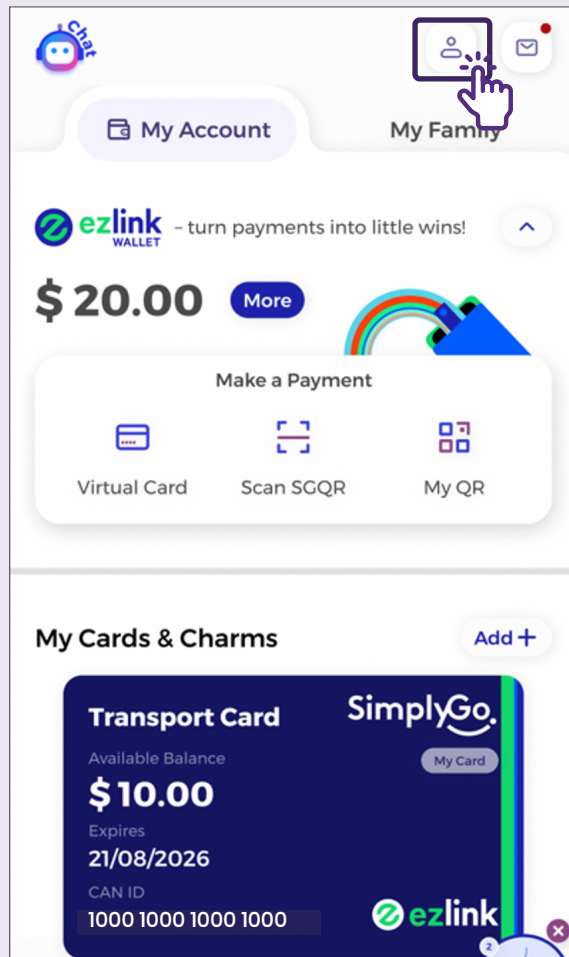 Chat
My Account
My Family
ezlink
WALLET
– turn payments into little wins!
$ 20.00
More
Make a Payment
Virtual Card
Scan SGQR
My QR
My Cards & Charms
Add +
Transport Card
SimplyGo.
Available Balance
My Card
$ 10.00
Expires
21/08/2026
CAN ID
1000 1000 1000 1000
ezlink
2